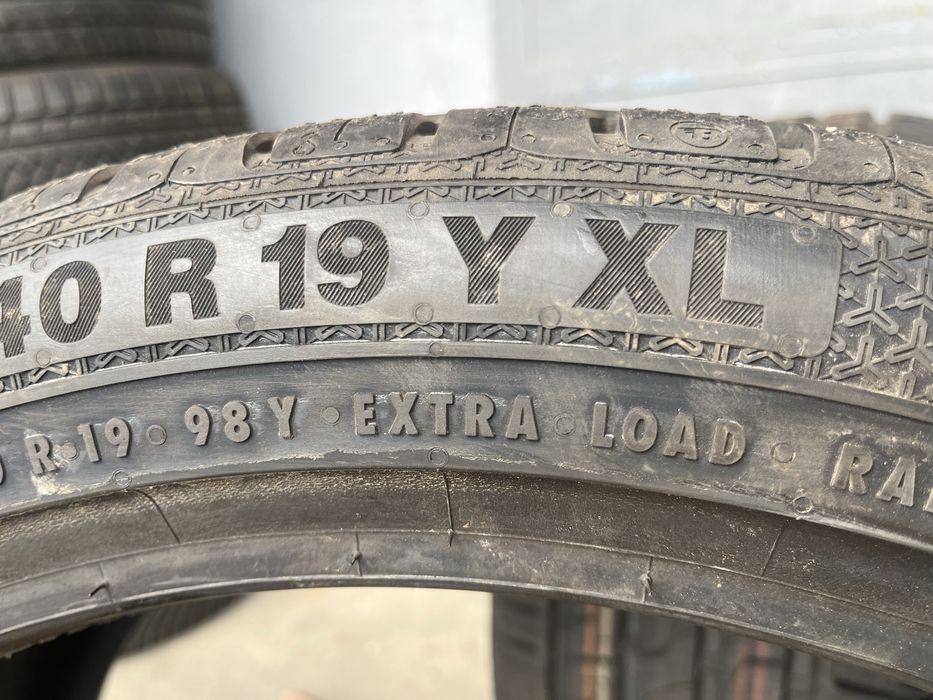 40 R 19 Y XL
R·19 · 98 Y · EXTRA LOAD ·